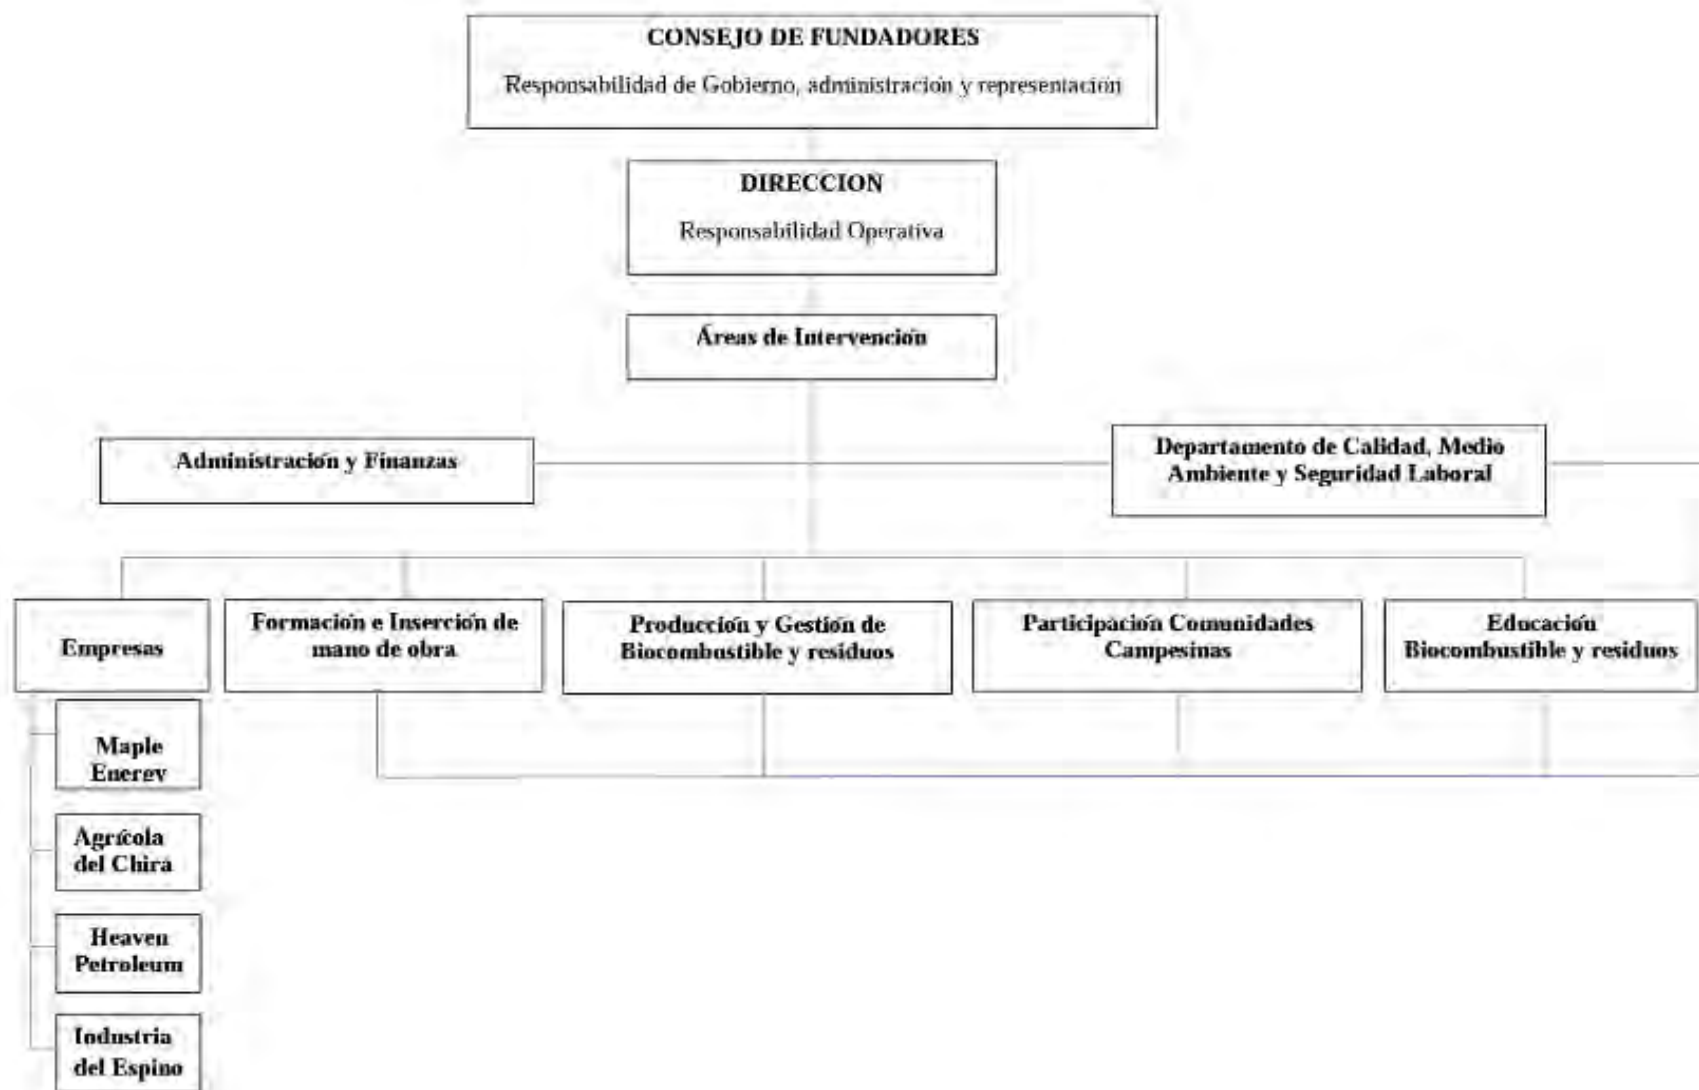 CONSEJO DE FUNDADORES
Responsabilidad de Gobierno, administración y representación
DIRECCION
Responsabilidad Operativa
Áreas de Intervención
Administración y Finanzas
Departamento de Calidad, Medio
Ambiente y Seguridad Laboral
Empresas
Formación e Inserción de
mano de obra
Producción y Gestión de
Biocombustible y residuos
Participación Comunidades
Campesinas
Educación
Biocombustible y residuos
Maple
Energy
Agrícola
del Chira
Heaven
Petroleum
Industria
del Espino